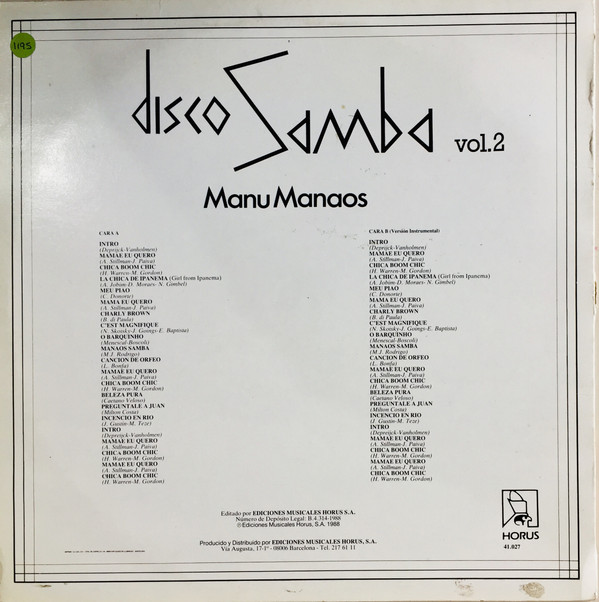 1195
disco Samba vol.2
Manu Manaos
CARA A
INTRO
(Deprijck-Vanholmen)
MAMAE EU QUERO
(A. Stillman-J. Paiva)
CHICA BOOM CHIC
(H. Warren-M. Gordon)
LA CHICA DE IPANEMA (Girl from Ipanema)
(A. Jobim-D. Moraes- N. Gimbel)
MEU PIAO
(C. Donorte)
MAMA EU QUERO
(A. Stillman-J. Paiva)
CHARLY BROWN
(B. di Paula)
C'EST MAGNIFIQUE
(N. Skotsky-J. Goings-E. Baptista)
O BARQUINHO
(Menescal-Boscoli)
MANAOS SAMBA
(M.J. Rodrigo)
CANCION DE ORFEO
(L. Bonfa)
MAMAE EU QUERO
(A. Stillman-J. Paiva)
CHICA BOOM CHIC
(H. Warren-M. Gordon)
BELEZA PURA
(Caetano Veloso)
PREGUNTALE A JUAN
(Milton Costa)
INCENCIO EN RIO
(J. Gustin-M. Teze)
INTRO
(Depreijck-Vanholmen)
MAMAE EU QUERO
(A. Stillman-J. Paiva)
CHICA BOOM CHIC
(H. Warren-M. Gordon)
MAMAE EU QUERO
(A. Stillman-J. Paiva)
CHICA BOOM CHIC
(H. Warren-M. Gordon)
CARA B (Versión Instrumental)
INTRO
(Deprijck-Vanholmen)
MAMAE EU QUERO
(A. Stillman-J. Paiva)
CHICA BOOM CHIC
(H. Warren-M. Gordon)
LA CHICA DE IPANEMA (Girl from Ipanema)
(A. Jobim-D. Moraes- N. Gimbel)
MEU PIAO
(C. Donorte)
MAMA EU QUERO
(A. Stillman-J. Paiva)
CHARLY BROWN
(B. di Paula)
C'EST MAGNIFIQUE
(N. Skotsky-J. Goings-E. Baptista)
O BARQUINHO
(Menescal-Boscoli)
MANAOS SAMBA
(M.J. Rodrigo)
CANCION DE ORFEO
(L. Bonfa)
MAMAE EU QUERO
(A. Stillman-J. Paiva)
CHICA BOOM CHIC
(H. Warren-M. Gordon)
BELEZA PURA
(Caetano Veloso)
PREGUNTALE A JUAN
(Milton Costa)
INCENCIO EN RIO
(J. Gustin-M. Teze)
INTRO
(Depreijck-Vanholmen)
MAMAE EU QUERO
(A. Stillman-J. Paiva)
CHICA BOOM CHIC
(H. Warren-M. Gordon)
MAMAE EU QUERO
(A. Stillman-J. Paiva)
CHICA BOOM CHIC
(H. Warren-M. Gordon)
Editado por EDICIONES MUSICALES HORUS S.A.
Número de Depósito Legal: B.4.314-1988
℗Ediciones Musicales Horus, S.A. 1988
Producido y Distribuido por EDICIONES MUSICALES HORUS, S.A.
Vía Augusta, 17-1º - 08006 Barcelona - Tel. 217 61 11
HORUS
41.027